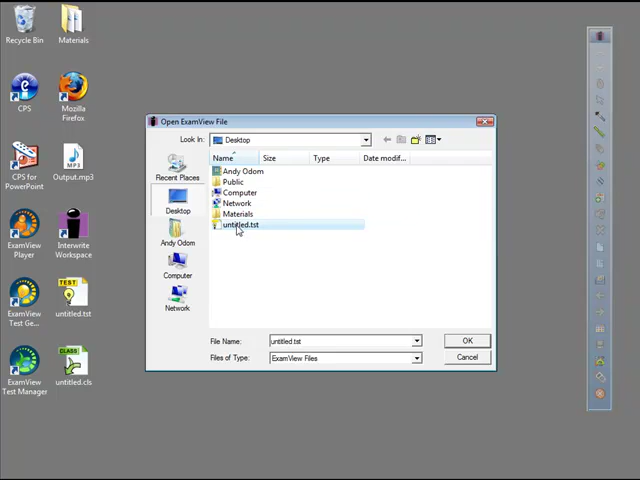 Recycle Bin
Materials
CPS
Mozilla
Firefox
CPS for
PowerPoint
MP3
Output.mp3
ExamView
Player
Interwrite
Workspace
ExamView
Test Ge...
TEST
untitled.tst
ExamView
Test Manager
CLASS
untitled.cls
Open ExamView File
Look In:
Desktop
Recent Places
Desktop
Andy Odom
Computer
Network
Name
Size
Type
Date modif...
Andy Odom
Public
Computer
Network
Materials
untitled.tst
File Name:
untitled.tst
OK
Files of Type:
ExamView Files
Cancel